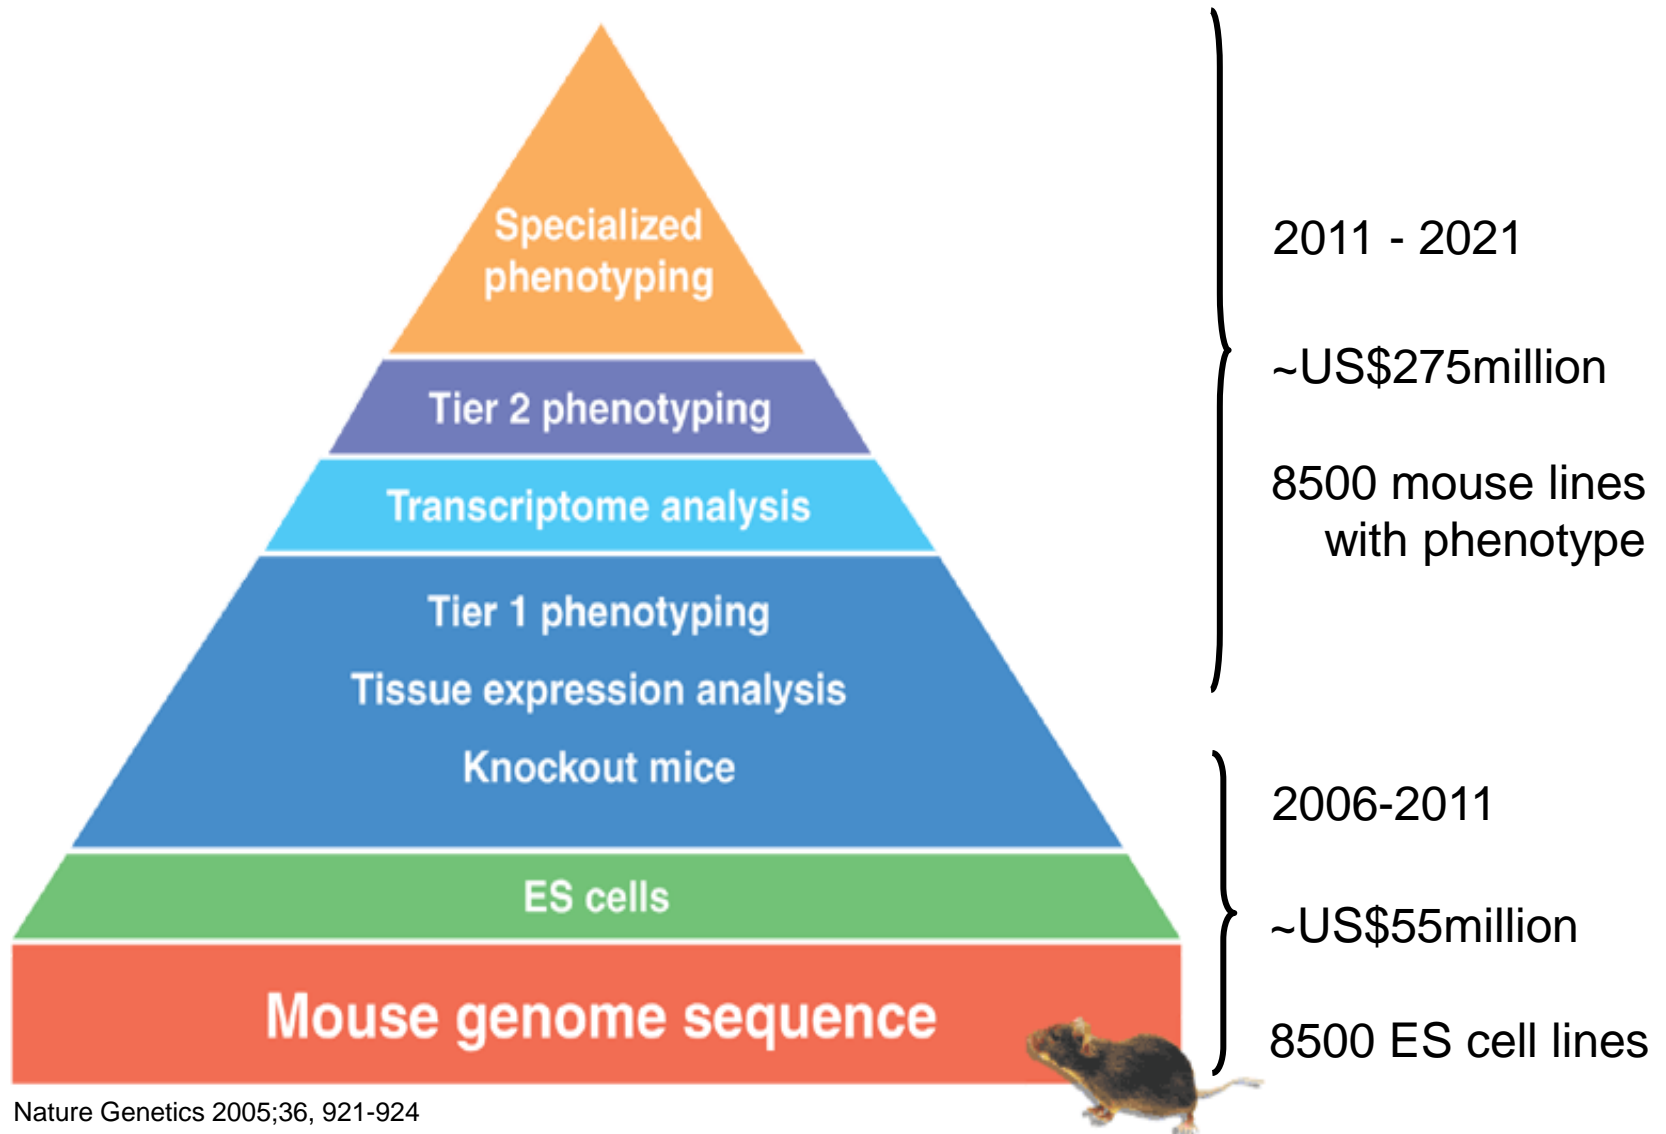 Specialized
phenotyping
Tier 2 phenotyping
Transcriptome analysis
Tier 1 phenotyping
Tissue expression analysis
Knockout mice
ES cells
Mouse genome sequence
2011 - 2021
~US$275million
8500 mouse lines
with phenotype
2006-2011
~US$55million
8500 ES cell lines
Nature Genetics 2005;36, 921-924